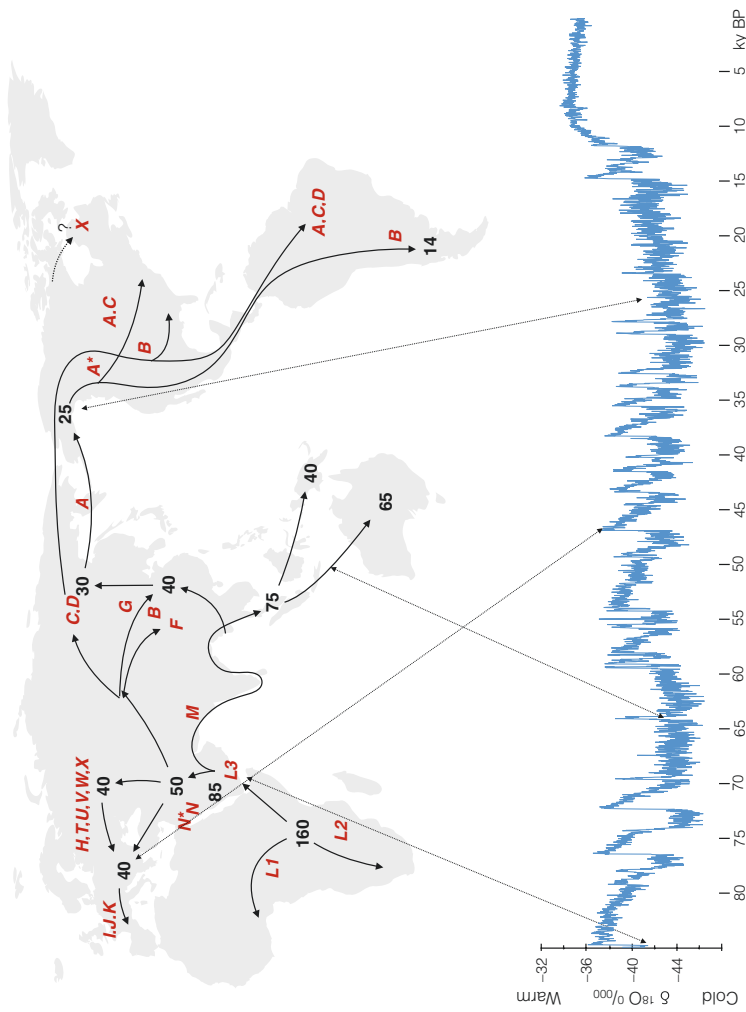 H,T,U,V,W,X
I.J.K
40
40
50
N*,N
85
L3
L1
160
L2
M
C.D
30
G
B
F
40
75
40
65
A
25
A*
A.C
B
?
X
A.C.D
B
14
Warm
δ ¹⁸O ⁰/₀₀₀
Cold
−32
−36
−40
−44
80
75
70
65
60
55
50
45
40
35
30
25
20
15
10
5
ky BP